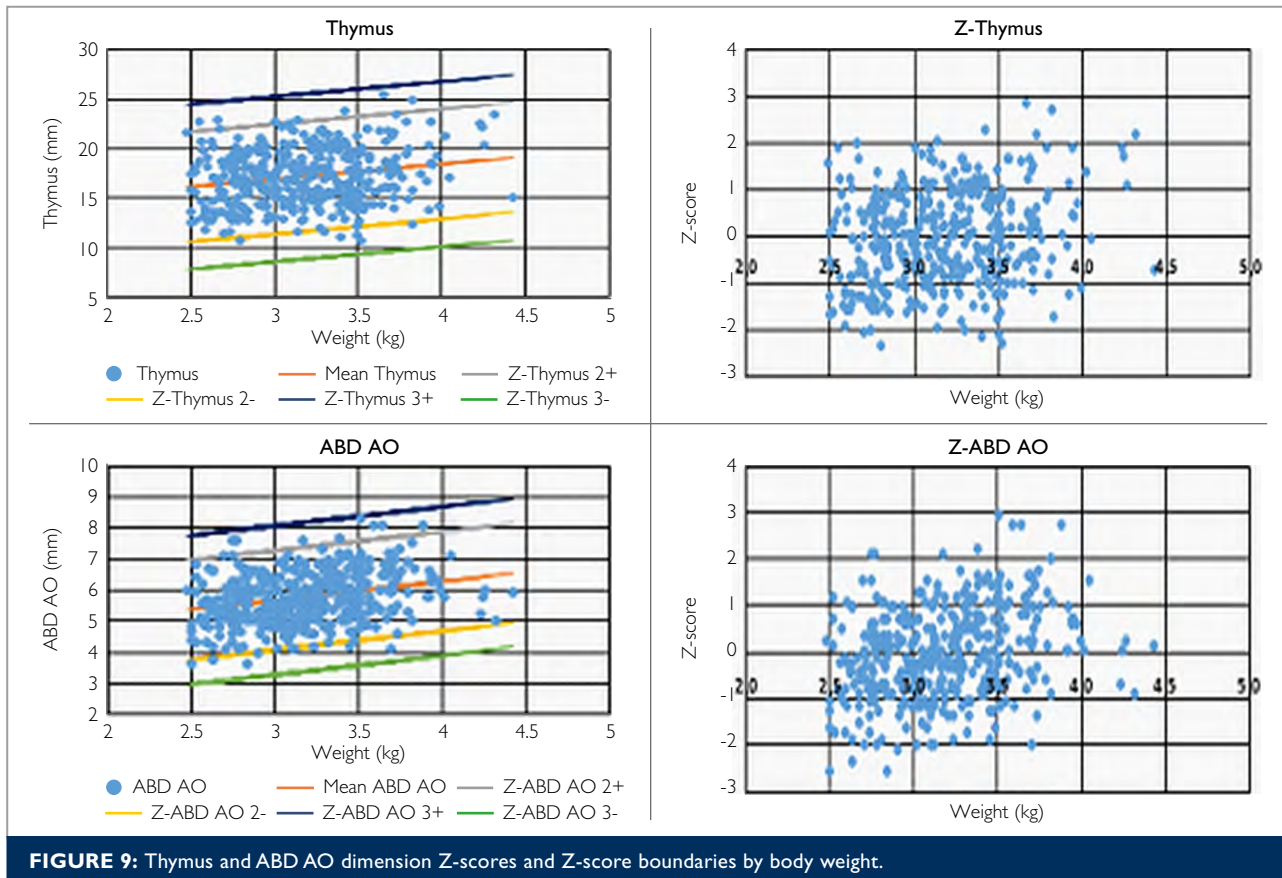 Thymus
30
25
20
15
10
5
Thymus (mm)
2 2.5 3 3.5 4 4.5 5
Weight (kg)
Thymus Mean Thymus Z-Thymus 2+
Z-Thymus 2- Z-Thymus 3+ Z-Thymus 3-
Z-Thymus
4
3
2
1
0
-1
-2
-3
Z-score
2.0 2.5 3.0 3.5 4.0 4.5 5.0
Weight (kg)
ABD AO
10
9
8
7
6
5
4
3
2
ABD AO (mm)
2 2.5 3 3.5 4 4.5 5
Weight (kg)
ABD AO Mean ABD AO Z-ABD AO 2+
Z-ABD AO 2- Z-ABD AO 3+ Z-ABD AO 3-
Z-ABD AO
4
3
2
1
0
-1
-2
-3
Z-score
2.0 2.5 3.0 3.5 4.0 4.5 5.0
Weight (kg)
FIGURE 9: Thymus and ABD AO dimension Z-scores and Z-score boundaries by body weight.